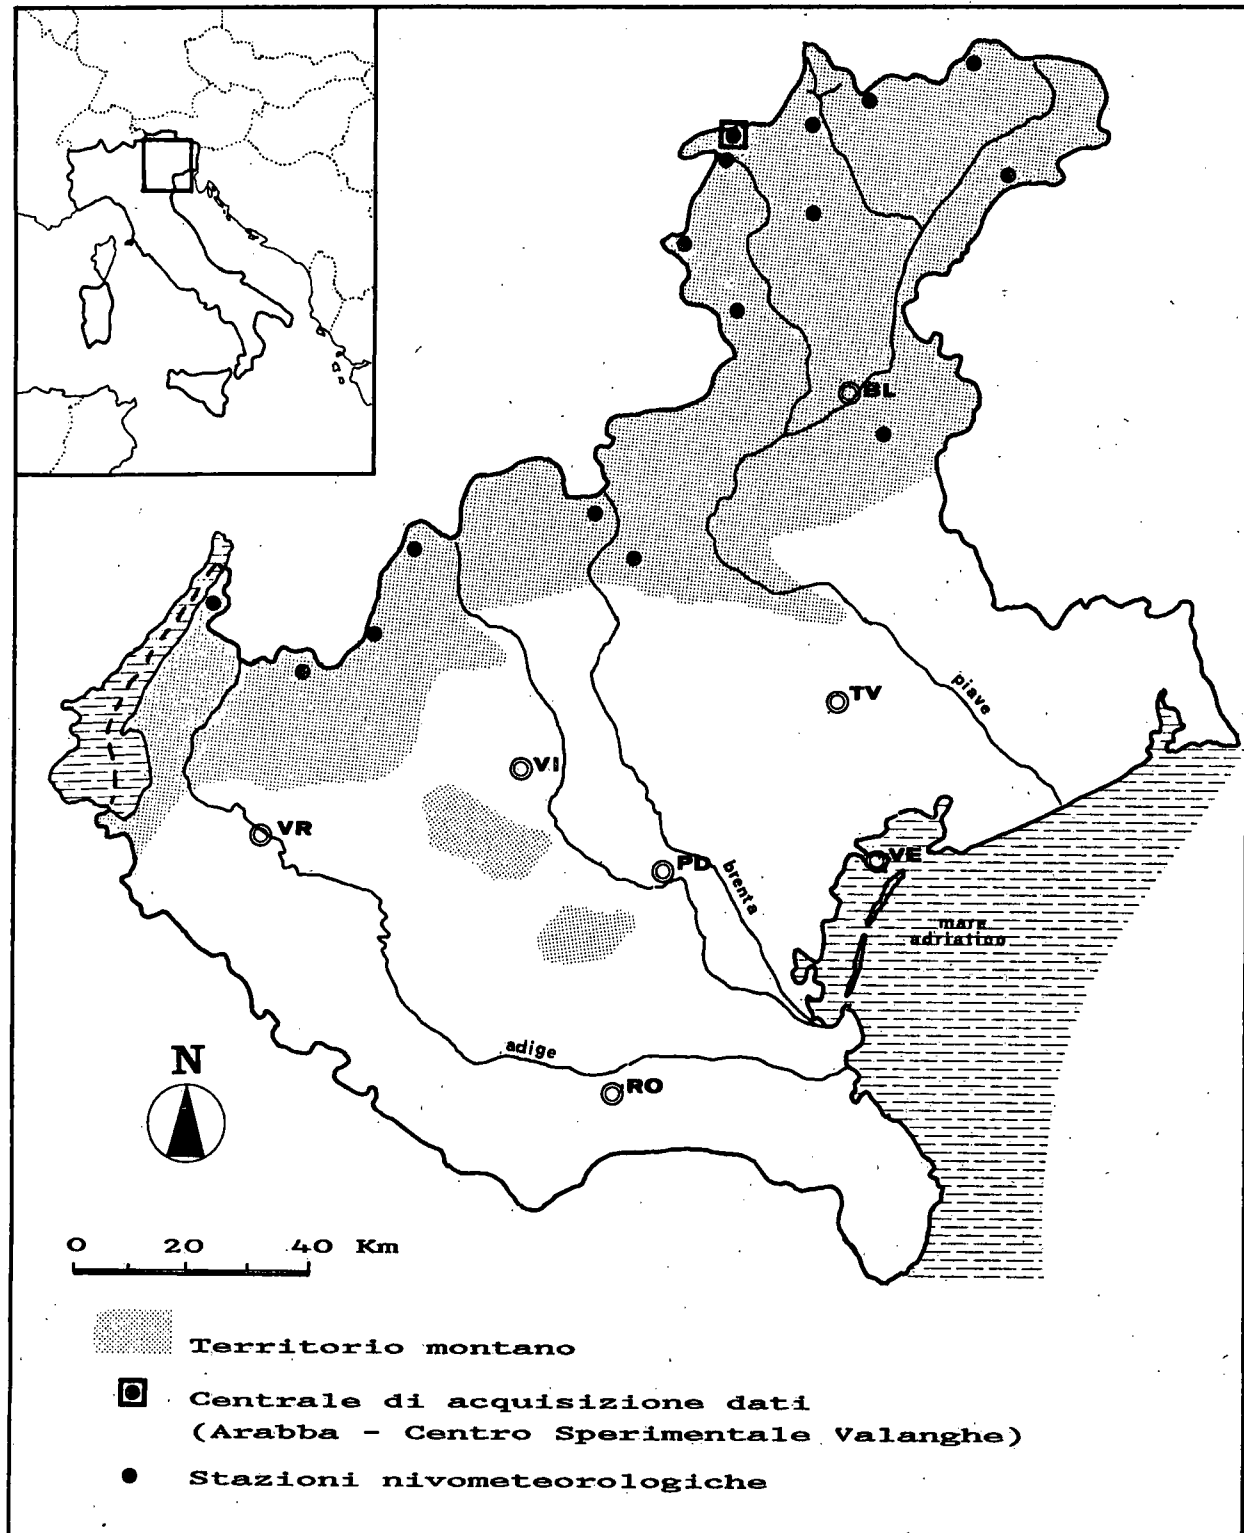 BL
piave
TV
VI
VR
PD
brenta
VE
mare
adriatico
adige
N
RO
0 20 40 Km
Territorio montano
Centrale di acquisizione dati
(Arabba - Centro Sperimentale Valanghe)
Stazioni nivometeorologiche